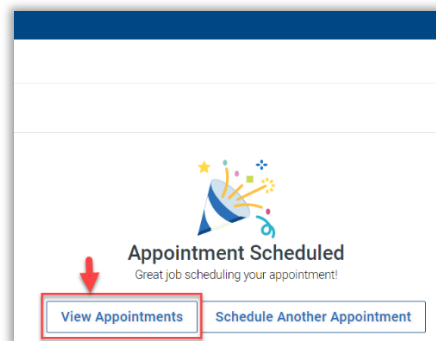 Appointment Scheduled
Great job scheduling your appointment!
View Appointments
Schedule Another Appointment